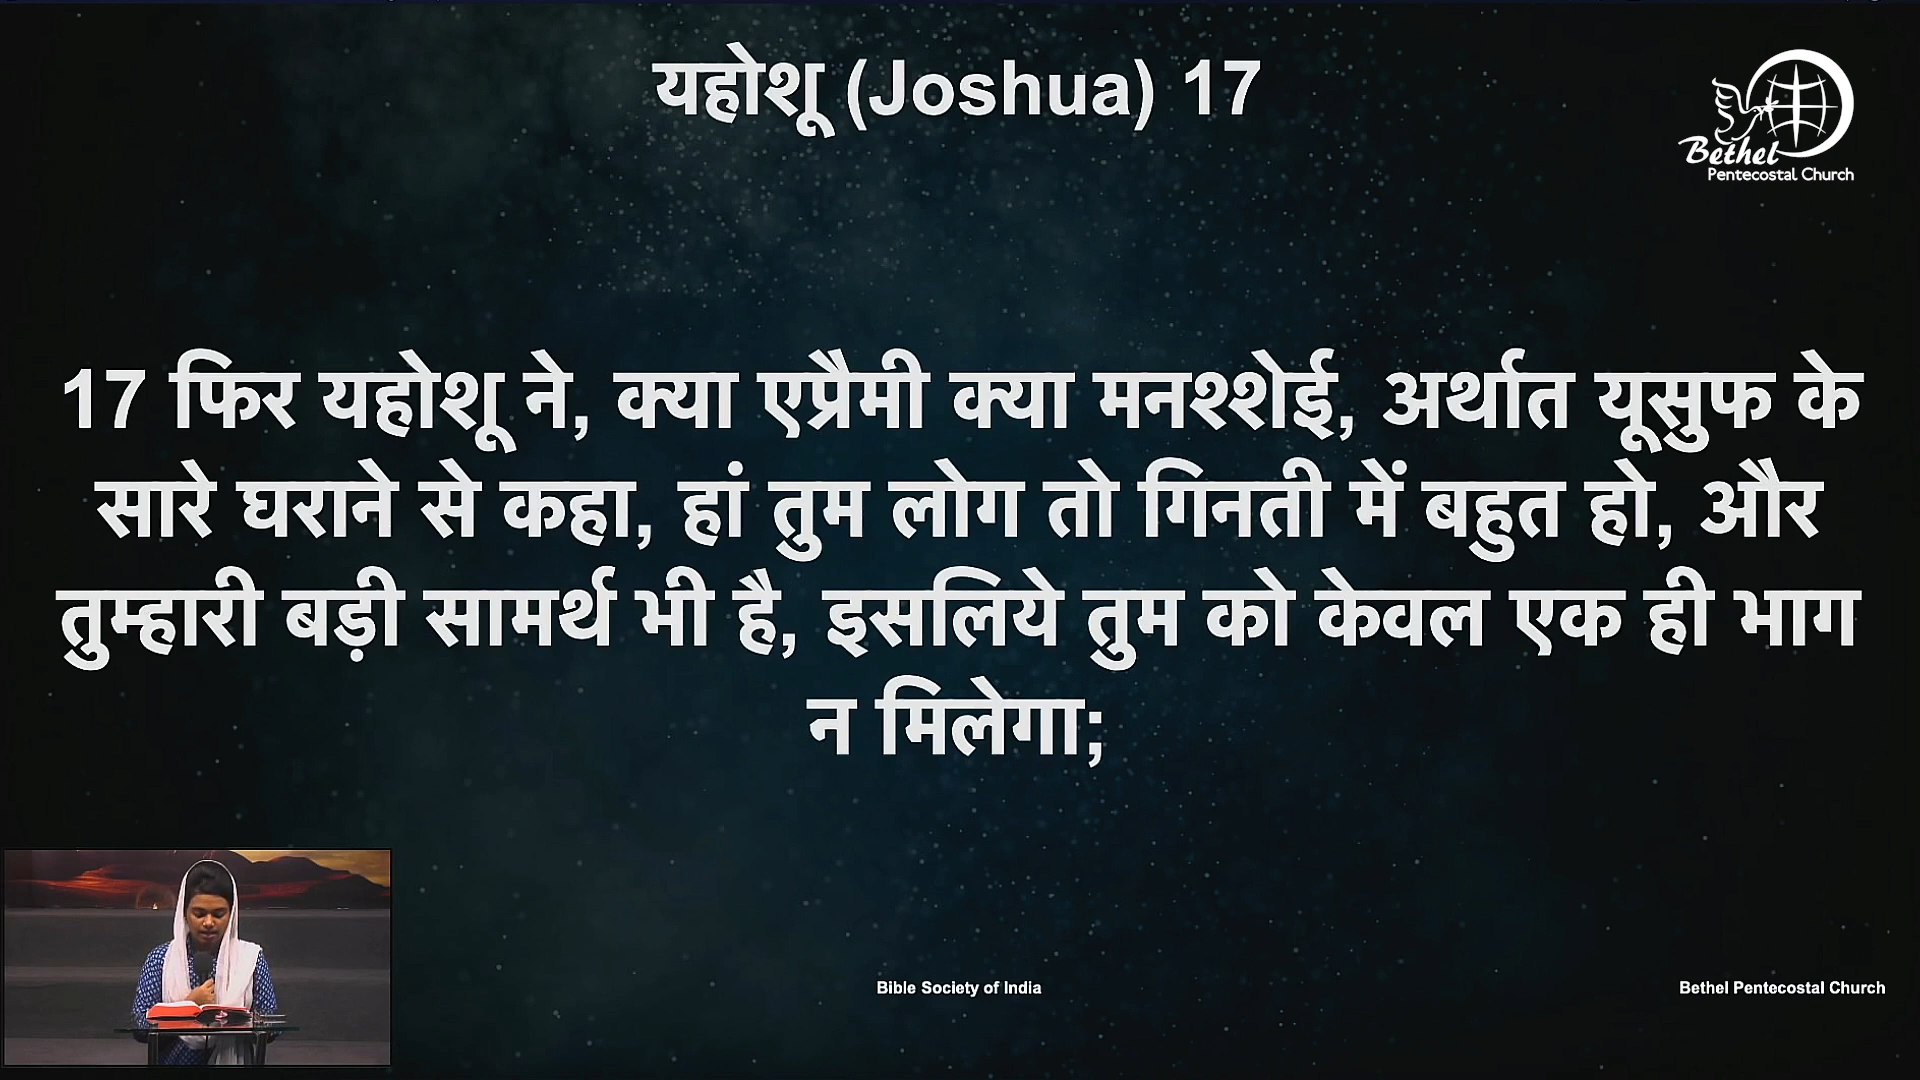 यहोशू (Joshua) 17
Bethel
Pentecostal Church
17 फिर यहोशू ने, क्या एप्रैमी क्या मनश्शेई, अर्थात यूसुफ के
सारे घराने से कहा, हां तुम लोग तो गिनती में बहुत हो, और
तुम्हारी बड़ी सामर्थ भी है, इसलिये तुम को केवल एक ही भाग
न मिलेगा;
Bible Society of India
Bethel Pentecostal Church